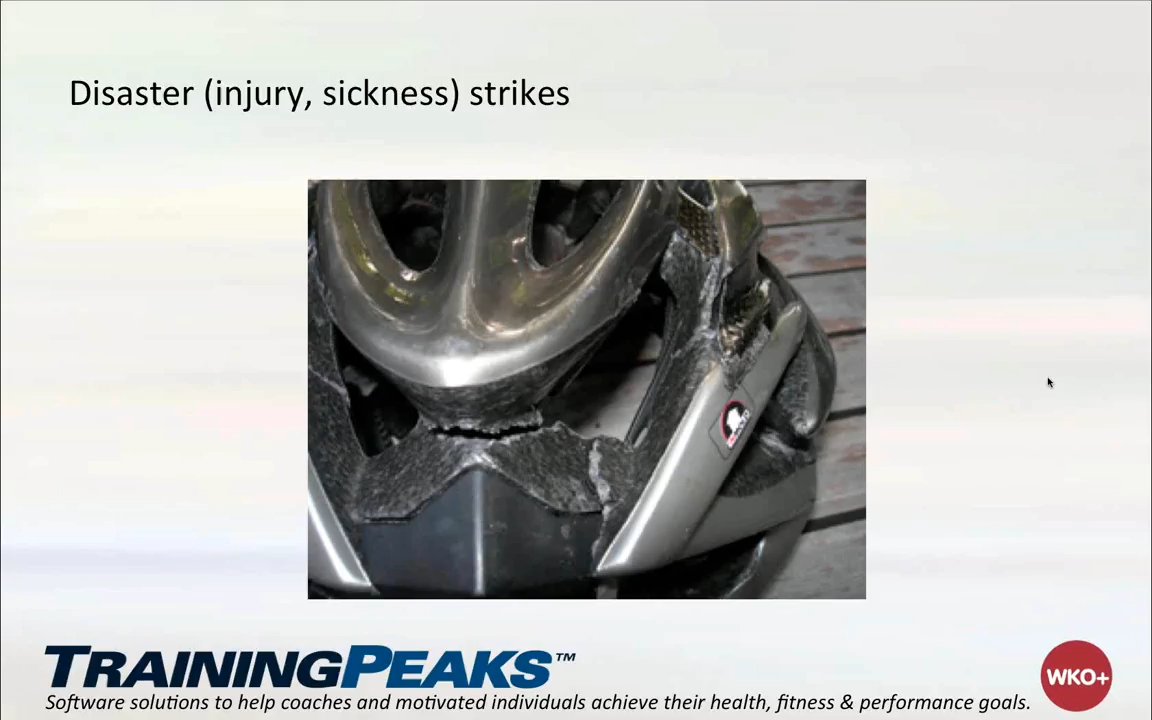 Disaster (injury, sickness) strikes
TRAININGPEAKS™
Software solutions to help coaches and motivated individuals achieve their health, fitness & performance goals.
WKO+